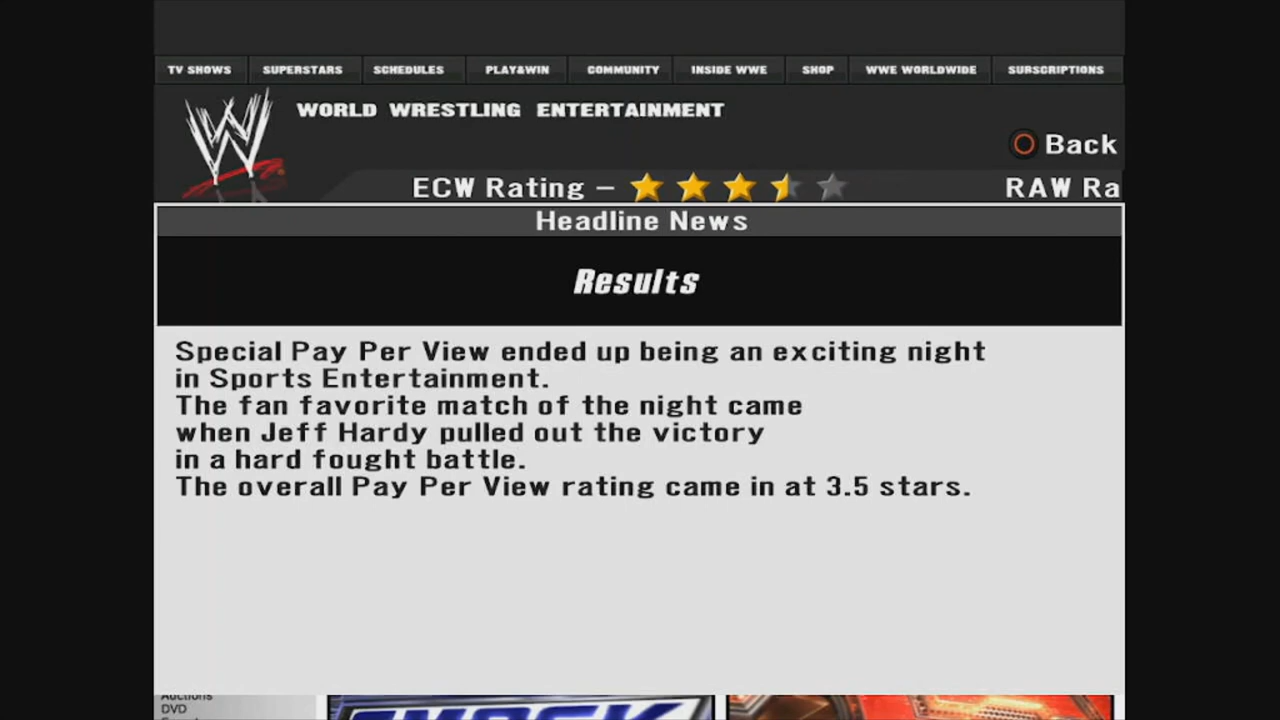 TV SHOWS SUPERSTARS SCHEDULES PLAY&WIN COMMUNITY INSIDE WWE SHOP WWE WORLDWIDE SUBSCRIPTIONS
W
WORLD WRESTLING ENTERTAINMENT
Back
ECW Rating – RAW Ra
Headline News
Results
Special Pay Per View ended up being an exciting night
in Sports Entertainment.
The fan favorite match of the night came
when Jeff Hardy pulled out the victory
in a hard fought battle.
The overall Pay Per View rating came in at 3.5 stars.
Auctions
DVD